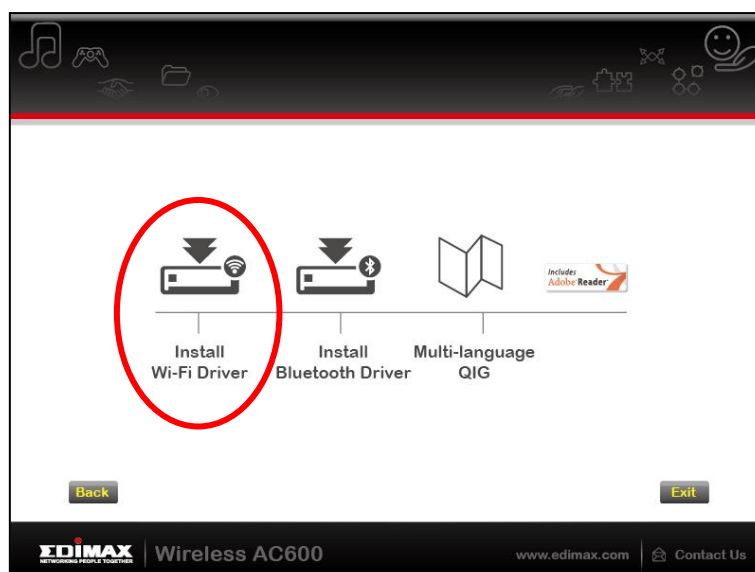 Includes
Adobe Reader
Install
Wi-Fi Driver
Install
Bluetooth Driver
Multi-language
QIG
Back
Exit
EDIMAX
NETWORKING PEOPLE TOGETHER
Wireless AC600
www.edimax.com
Contact Us